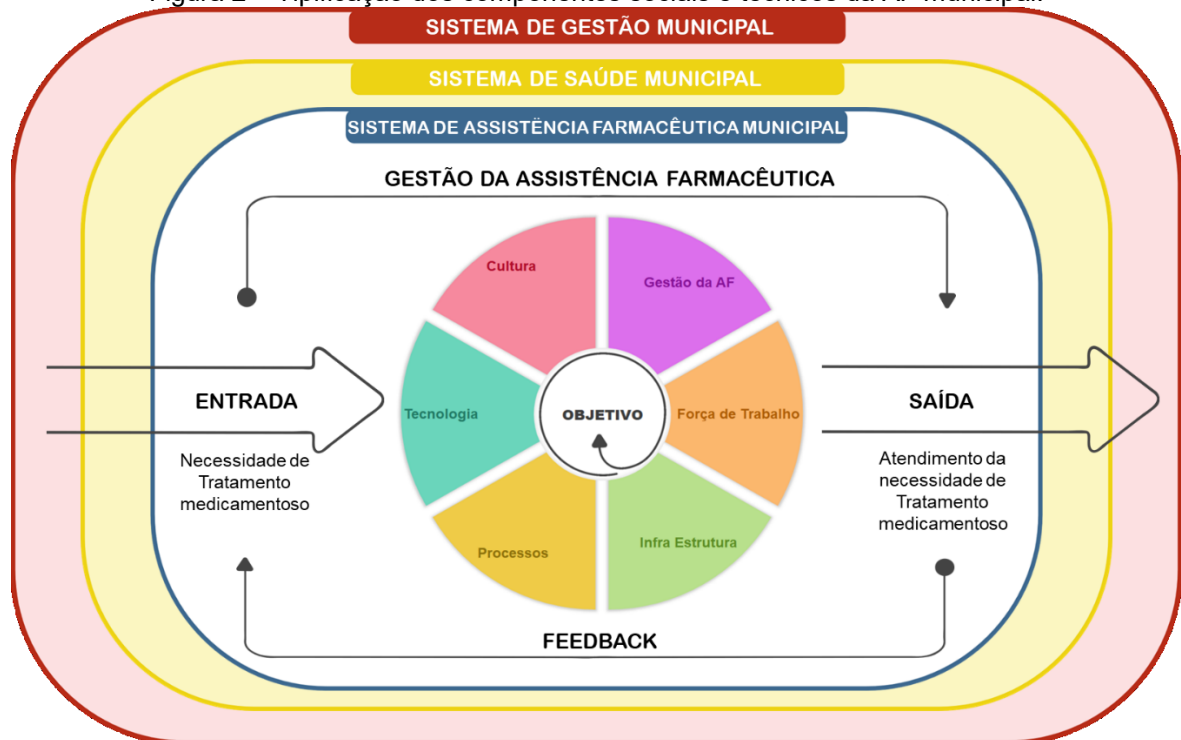 SISTEMA DE GESTÃO MUNICIPAL
SISTEMA DE SAÚDE MUNICIPAL
SISTEMA DE ASSISTÊNCIA FARMACÊUTICA MUNICIPAL
GESTÃO DA ASSISTÊNCIA FARMACÊUTICA
Cultura
Gestão da AF
ENTRADA
Necessidade de
Tratamento
medicamentoso
Tecnologia
OBJETIVO
Força de Trabalho
SAÍDA
Atendimento da
necessidade de
Tratamento
medicamentoso
Processos
Infra Estrutura
FEEDBACK